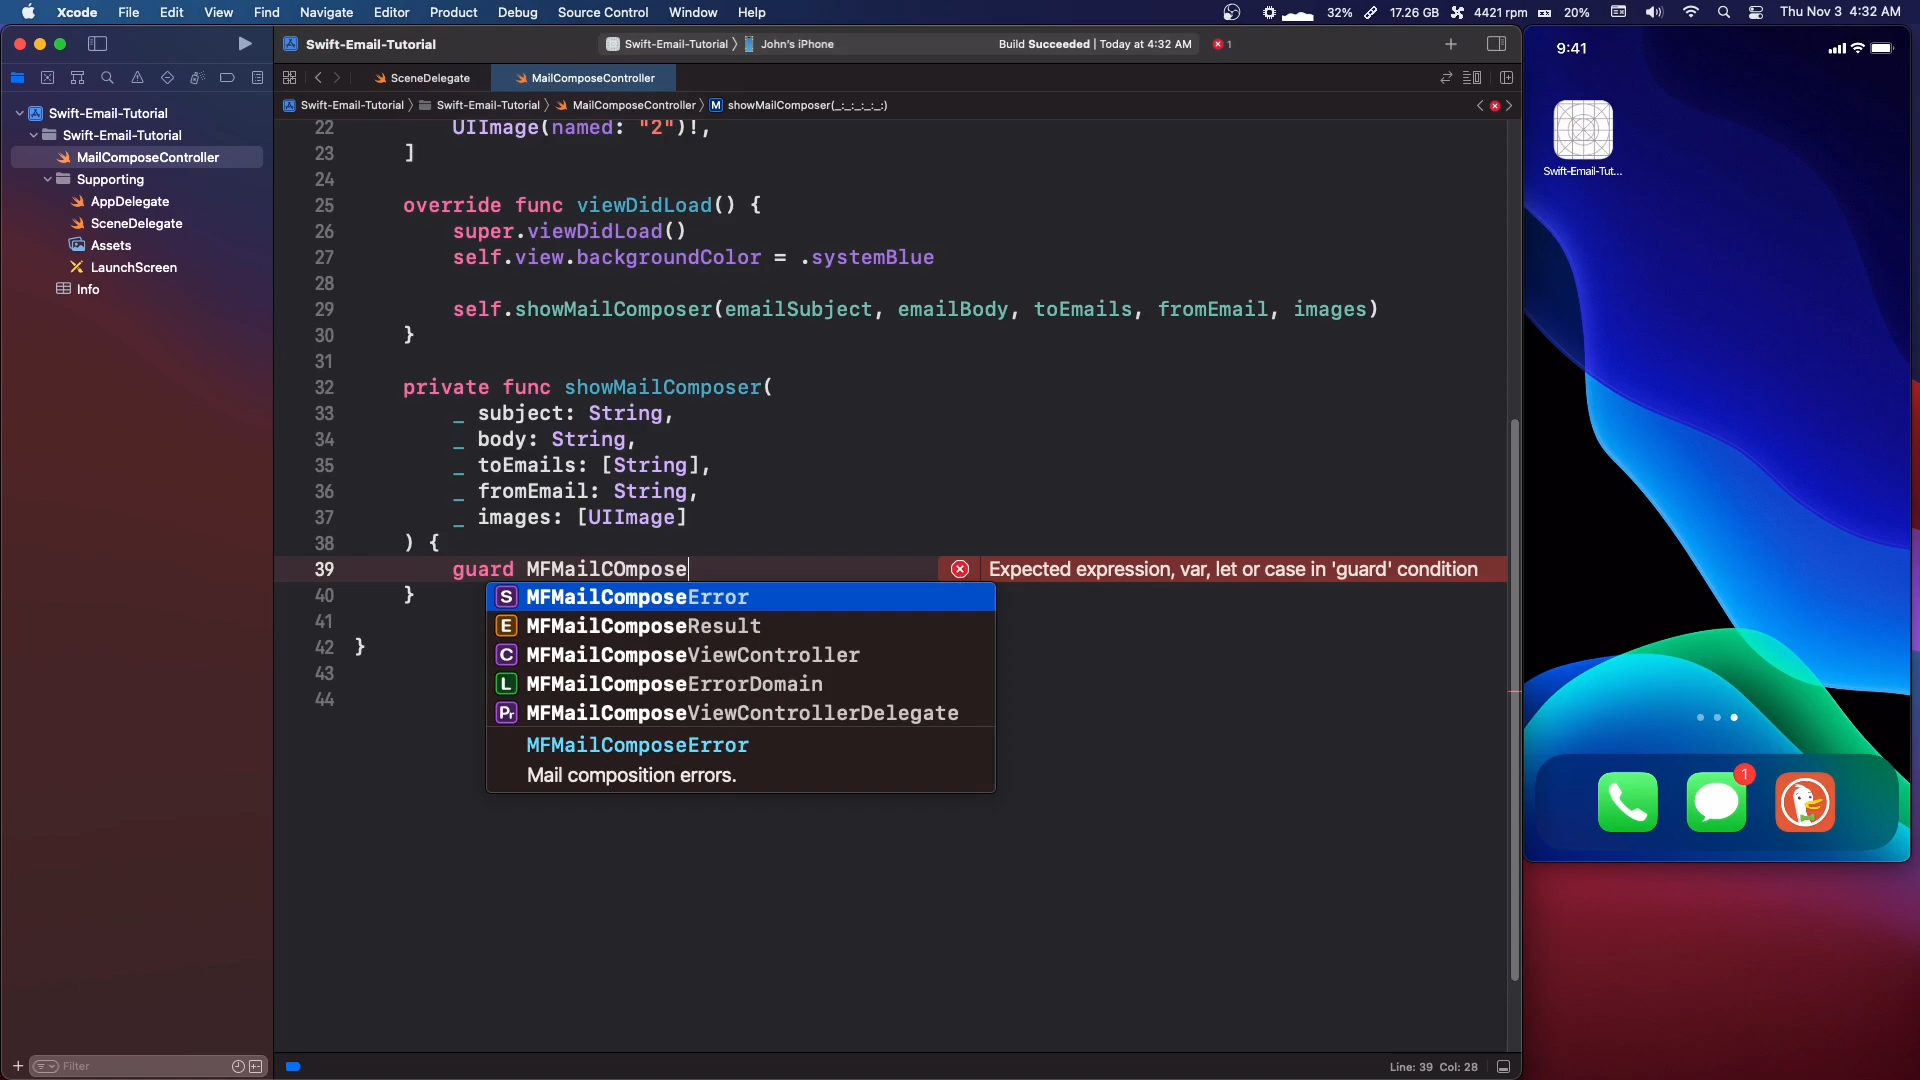 Xcode File Edit View Find Navigate Editor Product Debug Source Control Window Help 32% 17.26 GB 4421 rpm 20% Thu Nov 3 4:32 AM
Swift-Email-Tutorial
Swift-Email-Tutorial John's iPhone
Build Succeeded | Today at 4:32 AM
1
SceneDelegate
MailComposeController
Swift-Email-Tutorial
Swift-Email-Tutorial
MailComposeController
M showMailComposer(_:_:_:_:_:)
Swift-Email-Tutorial
Swift-Email-Tutorial
MailComposeController
Supporting
AppDelegate
SceneDelegate
Assets
LaunchScreen
Info
Filter
22 UIImage(named: "2")!,
23 ]
24
25 override func viewDidLoad() {
26 super.viewDidLoad()
27 self.view.backgroundColor = .systemBlue
28
29 self.showMailComposer(emailSubject, emailBody, toEmails, fromEmail, images)
30 }
31
32 private func showMailComposer(
33 _ subject: String,
34 _ body: String,
35 _ toEmails: [String],
36 _ fromEmail: String,
37 _ images: [UIImage]
38 ) {
39 guard MFMailCOmpose
Expected expression, var, let or case in 'guard' condition
40 }
41
42 }
43
44
S MFMailComposeError
E MFMailComposeResult
C MFMailComposeViewController
L MFMailComposeErrorDomain
Pr MFMailComposeViewControllerDelegate
MFMailComposeError
Mail composition errors.
Line: 39 Col: 28
9:41
Swift-Email-Tut...
1